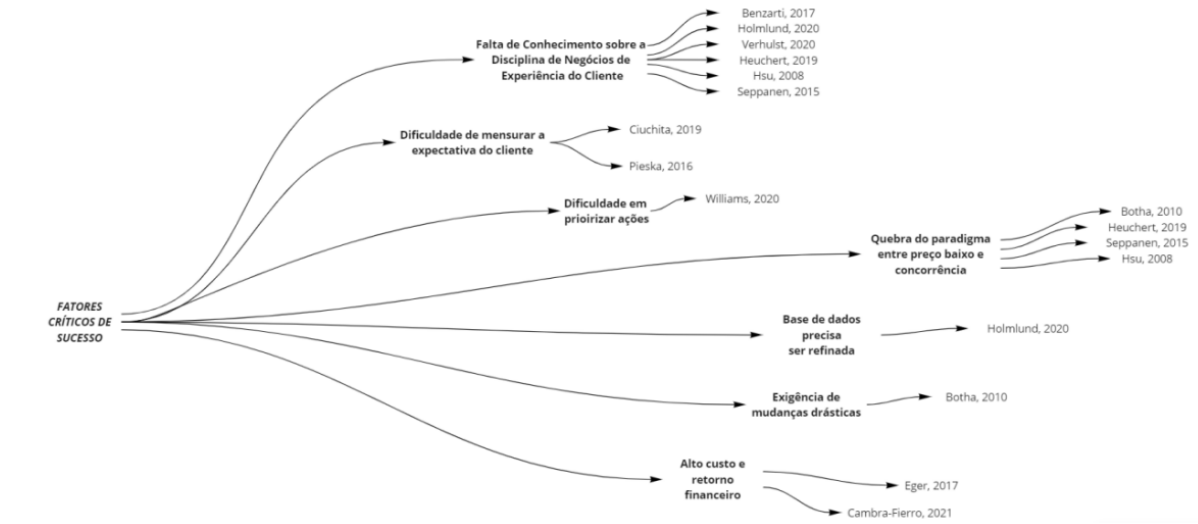 FATORES
CRÍTICOS DE
SUCESSO
Falta de Conhecimento sobre a
Disciplina de Negócios de
Experiência do Cliente
Benzarti, 2017
Holmlund, 2020
Verhulst, 2020
Heuchert, 2019
Hsu, 2008
Seppanen, 2015
Dificuldade de mensurar a
expectativa do cliente
Ciuchita, 2019
Pieska, 2016
Dificuldade em
prioirizar ações
Williams, 2020
Quebra do paradigma
entre preço baixo e
concorrência
Botha, 2010
Heuchert, 2019
Seppanen, 2015
Hsu, 2008
Base de dados
precisa
ser refinada
Holmlund, 2020
Exigência de
mudanças drásticas
Botha, 2010
Alto custo e
retorno
financeiro
Eger, 2017
Cambra-Fierro, 2021